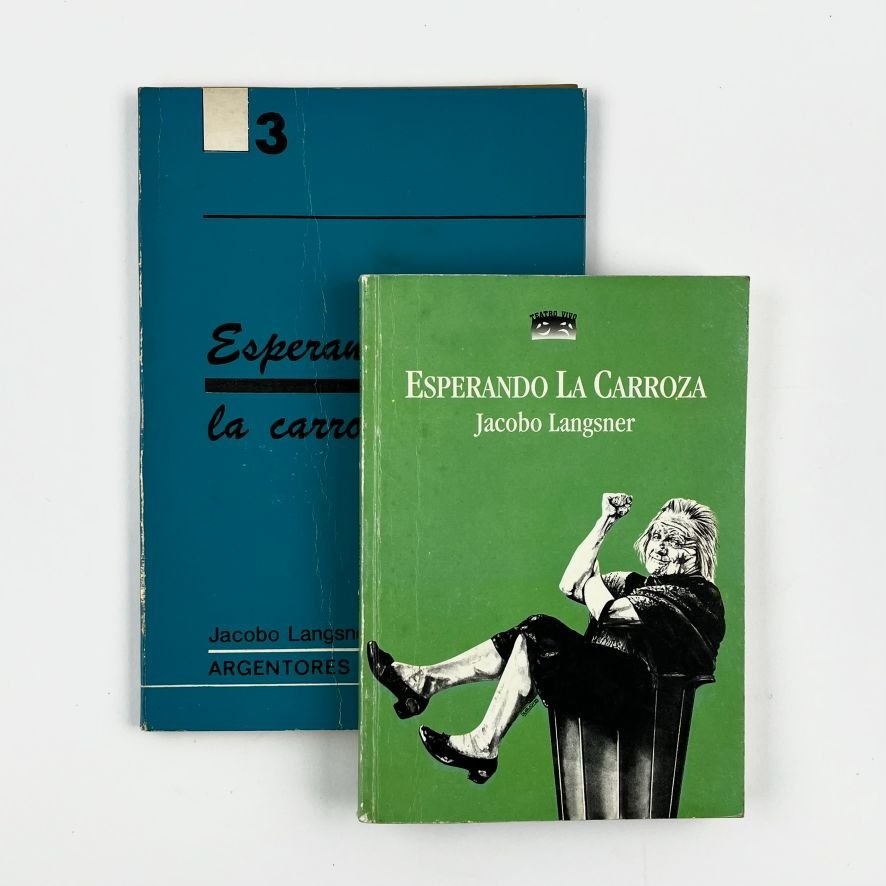 3
Esperan
la carro
Jacobo Langsne
ARGENTORES
TEATRO VIVO
ESPERANDO LA CARROZA
Jacobo Langsner